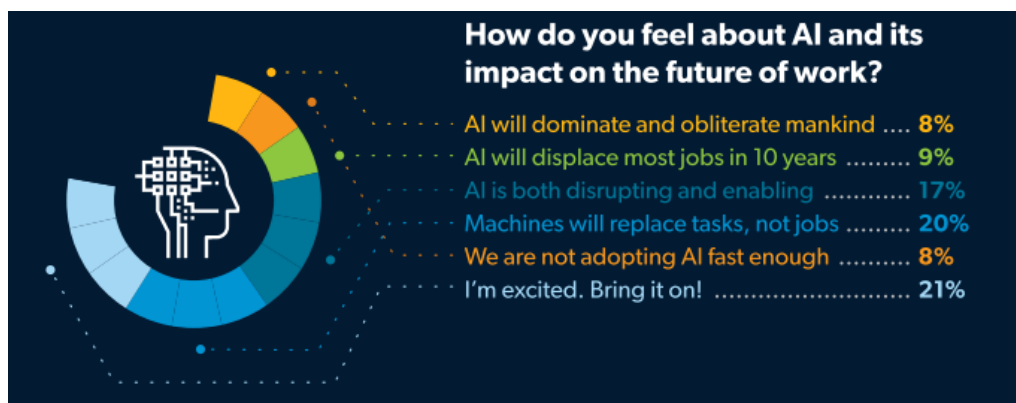 How do you feel about AI and its
impact on the future of work?
AI will dominate and obliterate mankind .... 8%
AI will displace most jobs in 10 years ......... 9%
AI is both disrupting and enabling ............ 17%
Machines will replace tasks, not jobs ......... 20%
We are not adopting AI fast enough .......... 8%
I'm excited. Bring it on! ........................... 21%